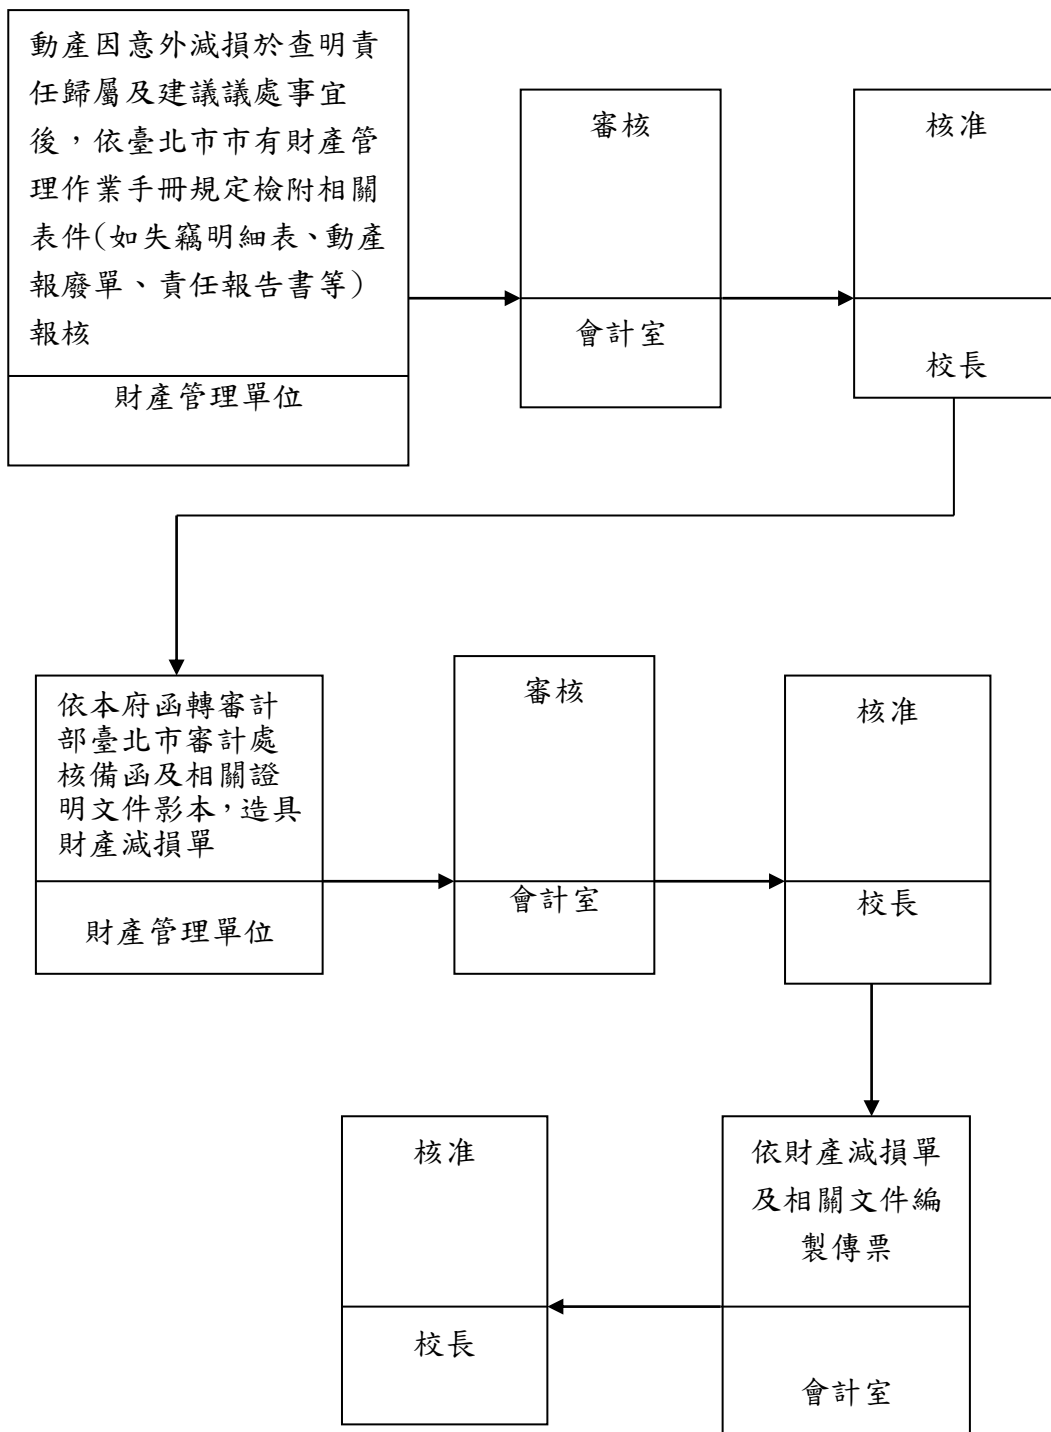 動產因意外減損於查明責
任歸屬及建議議處事宜
後，依臺北市市有財產管
理作業手冊規定檢附相關
表件(如失竊明細表、動產
報廢單、責任報告書等)
報核
財產管理單位
審核
會計室
核准
校長
依本府函轉審計
部臺北市審計處
核備函及相關證
明文件影本，造具
財產減損單
財產管理單位
審核
會計室
核准
校長
依財產減損單
及相關文件編
製傳票
會計室
核准
校長